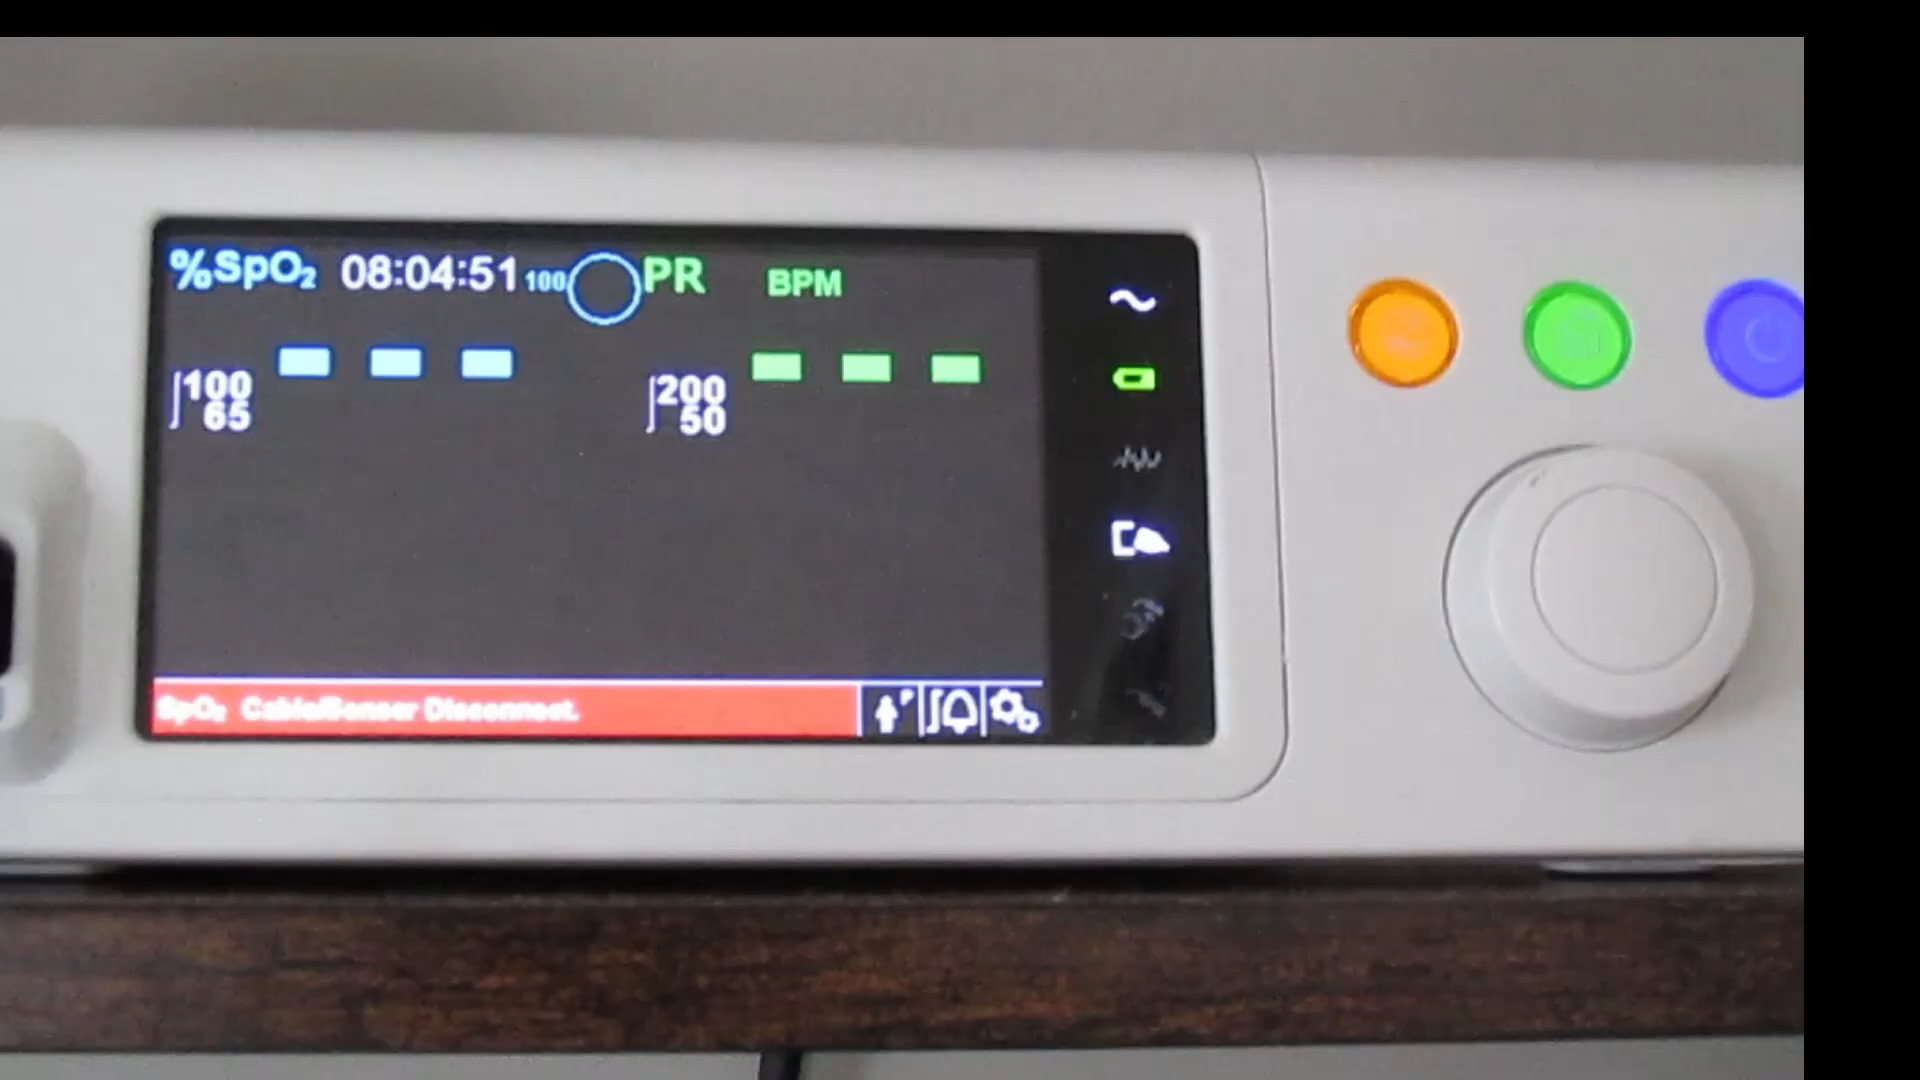 %SpO₂ 08:04:51 100 PR BPM
--- ---
100 200
65 50
SpO₂ Cable/Sensor Disconnect.
P